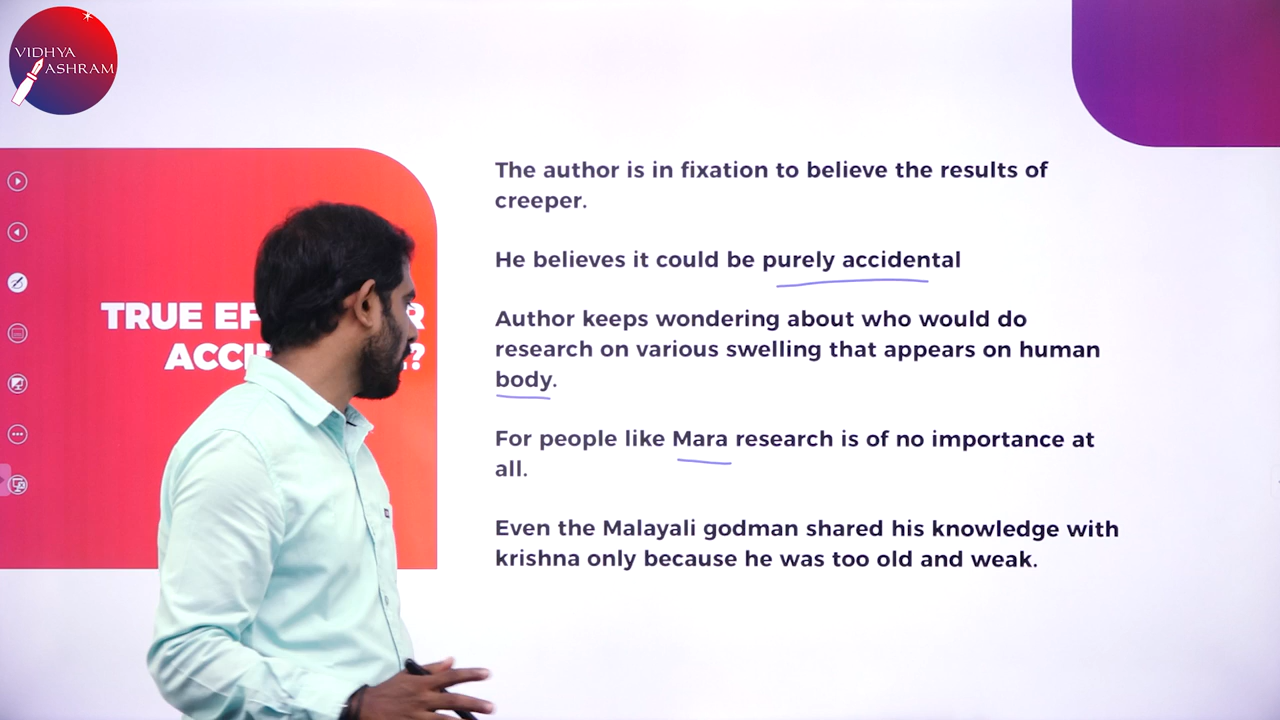 VIDHYA
ASHRAM
TRUE
?
The author is in fixation to believe the results of
creeper.
He believes it could be purely accidental
Author keeps wondering about who would do
research on various swelling that appears on human
body.
For people like Mara research is of no importance at
all.
Even the Malayali godman shared his knowledge with
krishna only because he was too old and weak.